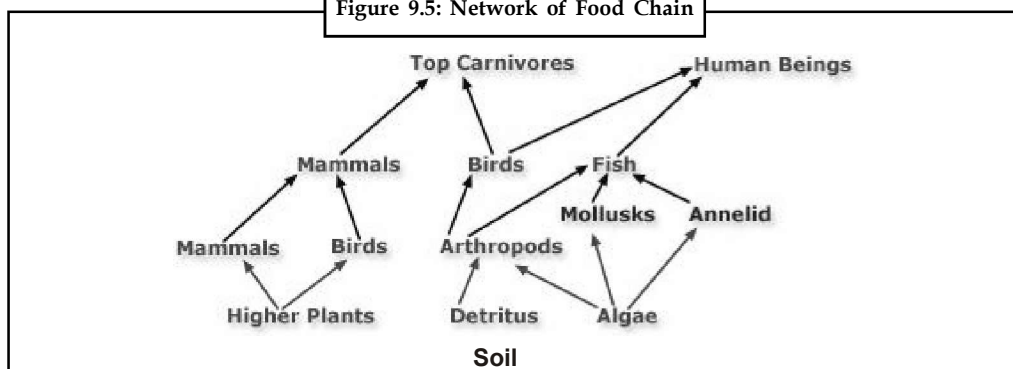 Figure 9.5: Network of Food Chain
Top Carnivores Human Beings
Mammals Birds Fish
Mollusks Annelid
Mammals Birds Arthropods
Higher Plants Detritus Algae
Soil